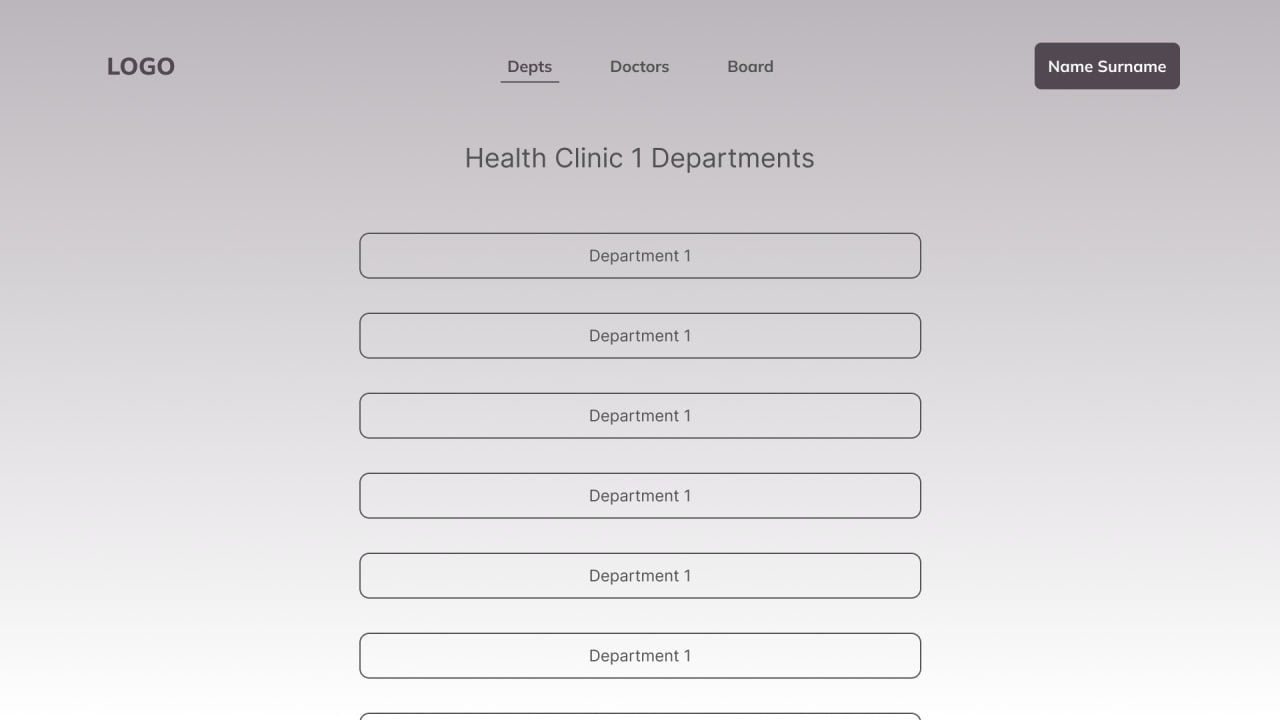 LOGO
Depts
Doctors
Board
Name Surname
Health Clinic 1 Departments
Department 1
Department 1
Department 1
Department 1
Department 1
Department 1